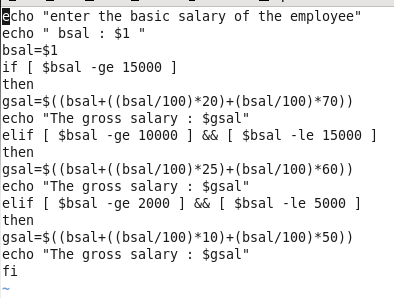 echo "enter the basic salary of the employee"
echo " bsal : $1 "
bsal=$1
if [ $bsal -ge 15000 ]
then
gsal=$((bsal+((bsal/100)*20)+(bsal/100)*70))
echo "The gross salary : $gsal"
elif [ $bsal -ge 10000 ] && [ $bsal -le 15000 ]
then
gsal=$((bsal+((bsal/100)*25)+(bsal/100)*60))
echo "The gross salary : $gsal"
elif [ $bsal -ge 2000 ] && [ $bsal -le 5000 ]
then
gsal=$((bsal+((bsal/100)*10)+(bsal/100)*50))
echo "The gross salary : $gsal"
fi
~